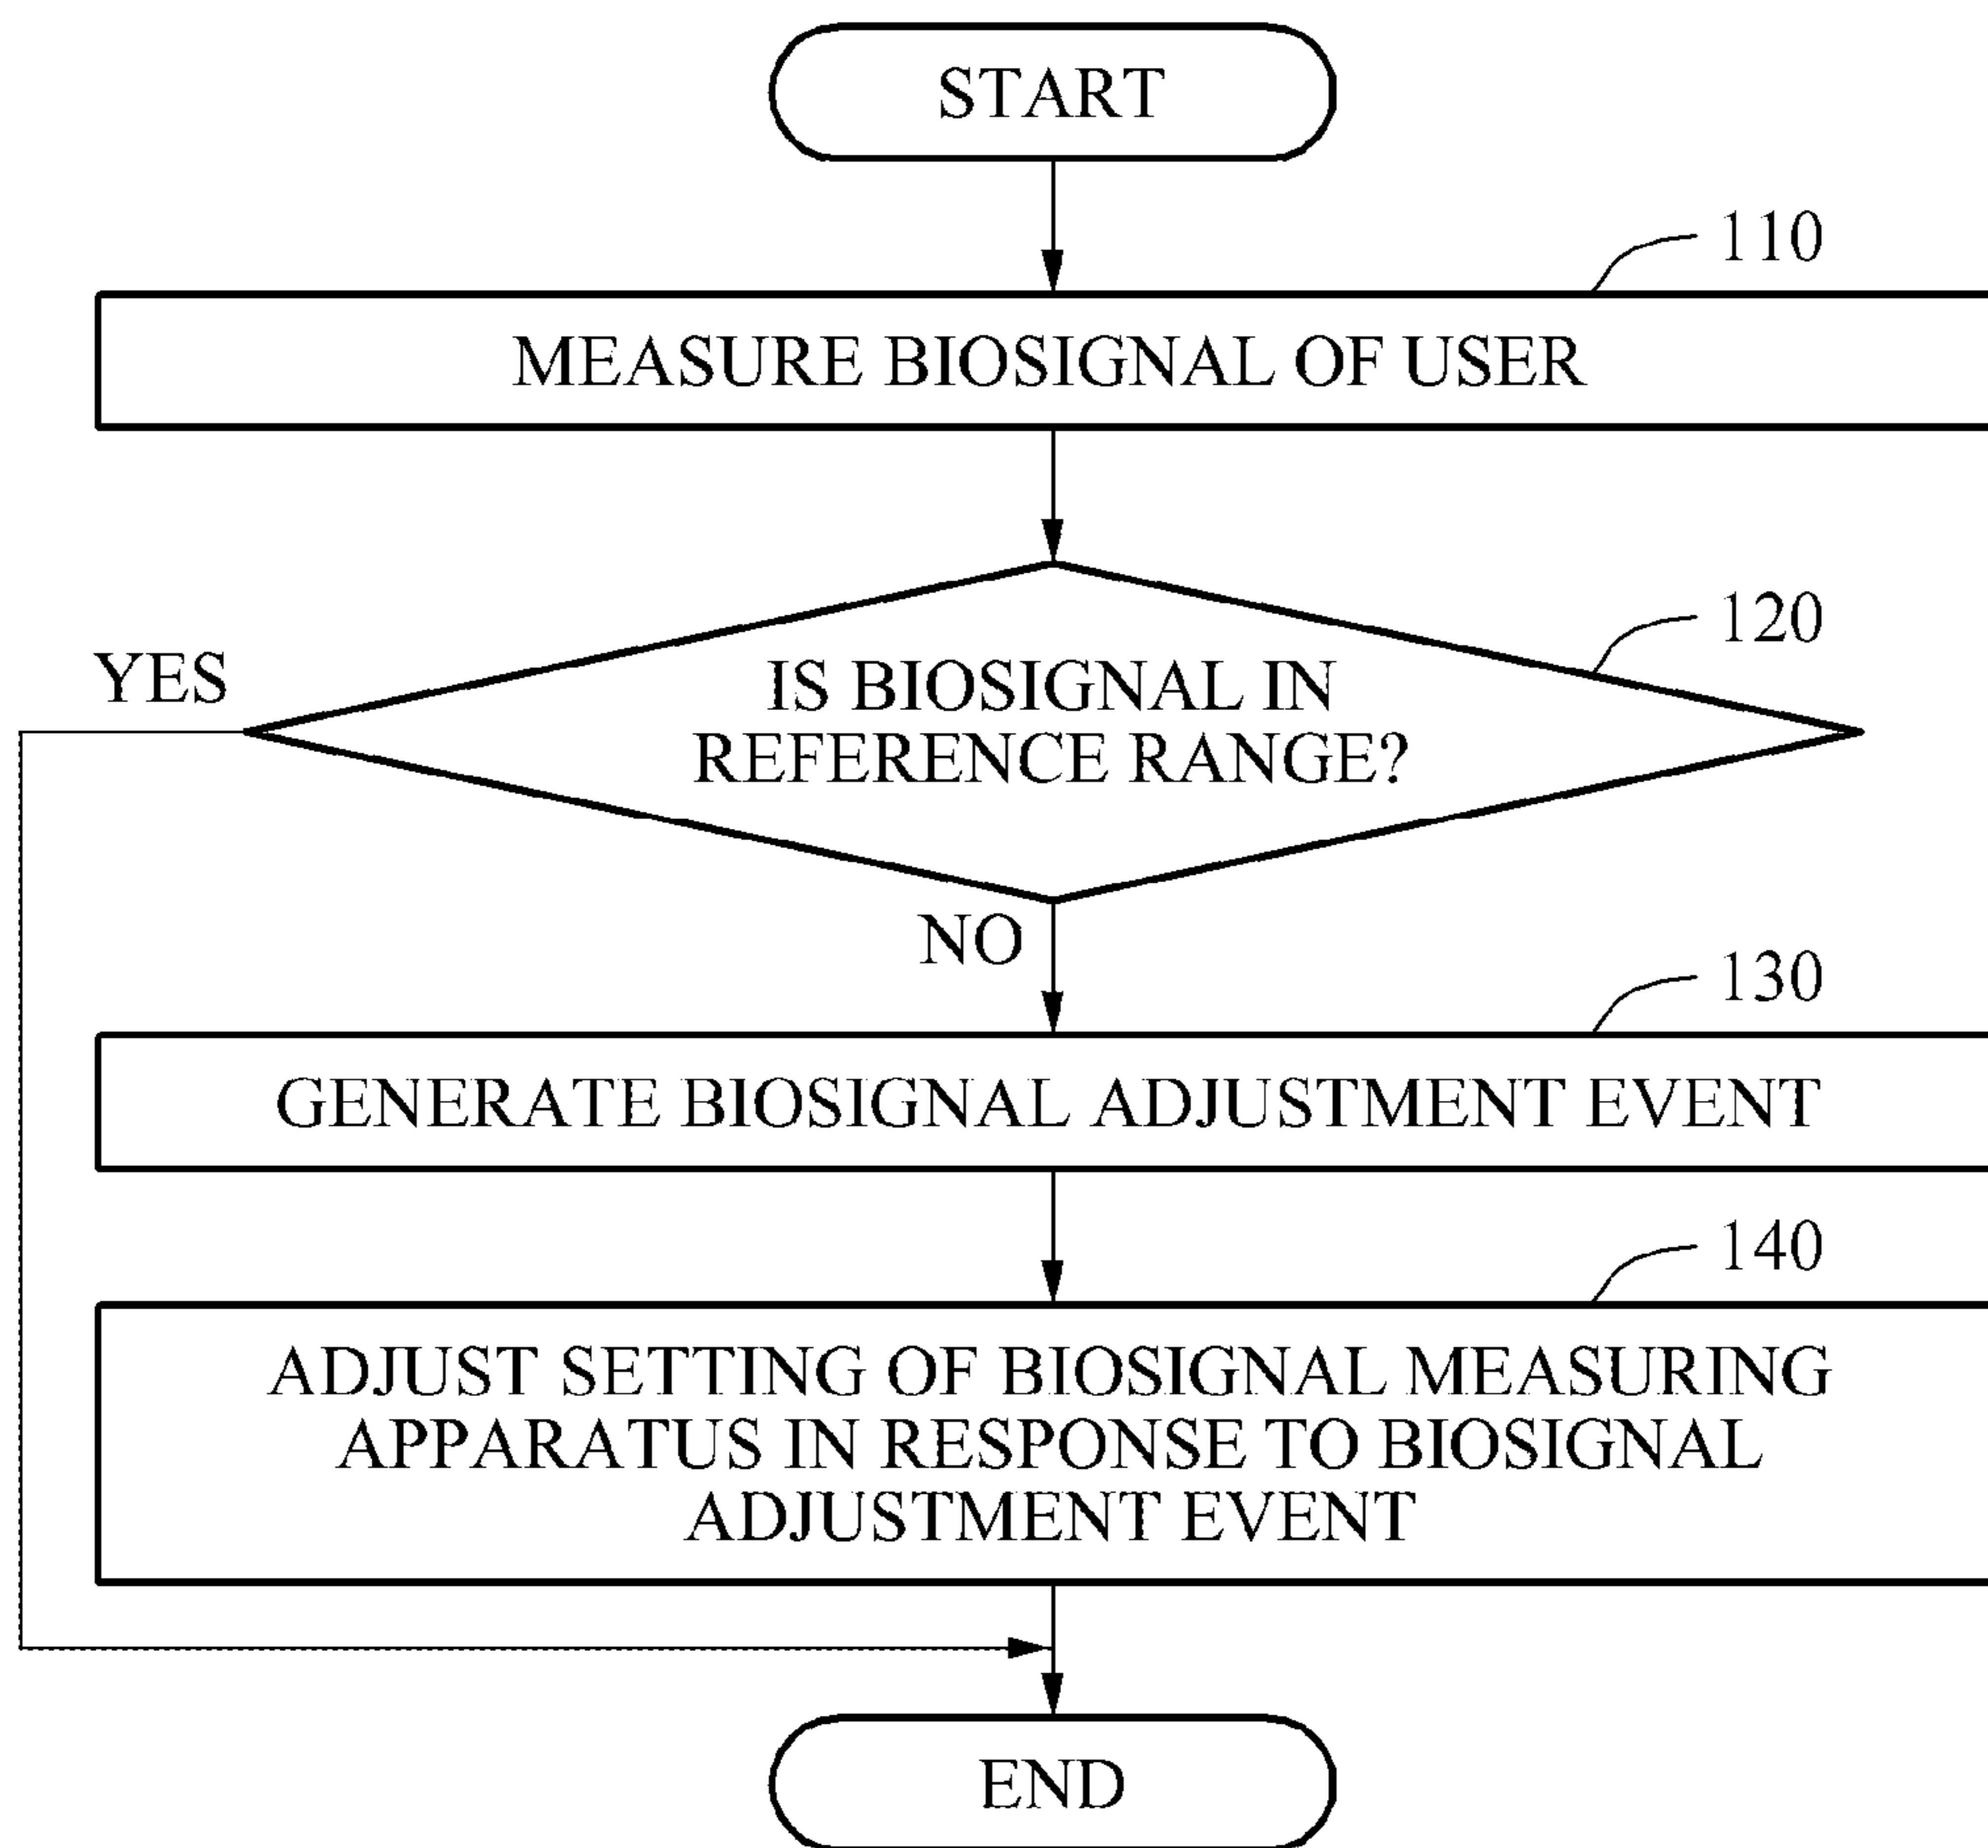 START
110
MEASURE BIOSIGNAL OF USER
120
YES
IS BIOSIGNAL IN
REFERENCE RANGE?
NO
130
GENERATE BIOSIGNAL ADJUSTMENT EVENT
140
ADJUST SETTING OF BIOSIGNAL MEASURING
APPARATUS IN RESPONSE TO BIOSIGNAL
ADJUSTMENT EVENT
END